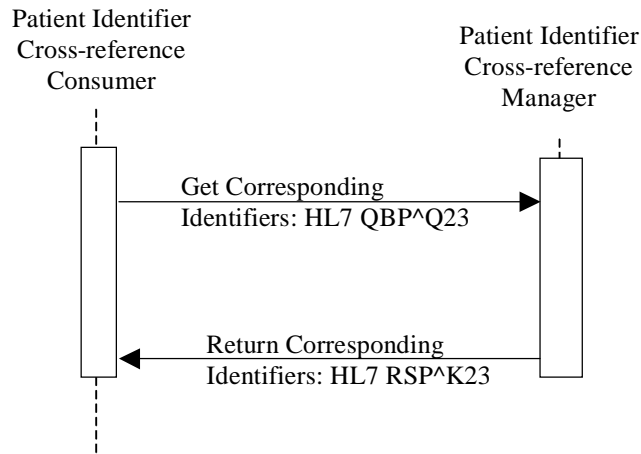 Patient Identifier
Cross-reference
Consumer
Patient Identifier
Cross-reference
Manager
Get Corresponding
Identifiers: HL7 QBP^Q23
Return Corresponding
Identifiers: HL7 RSP^K23